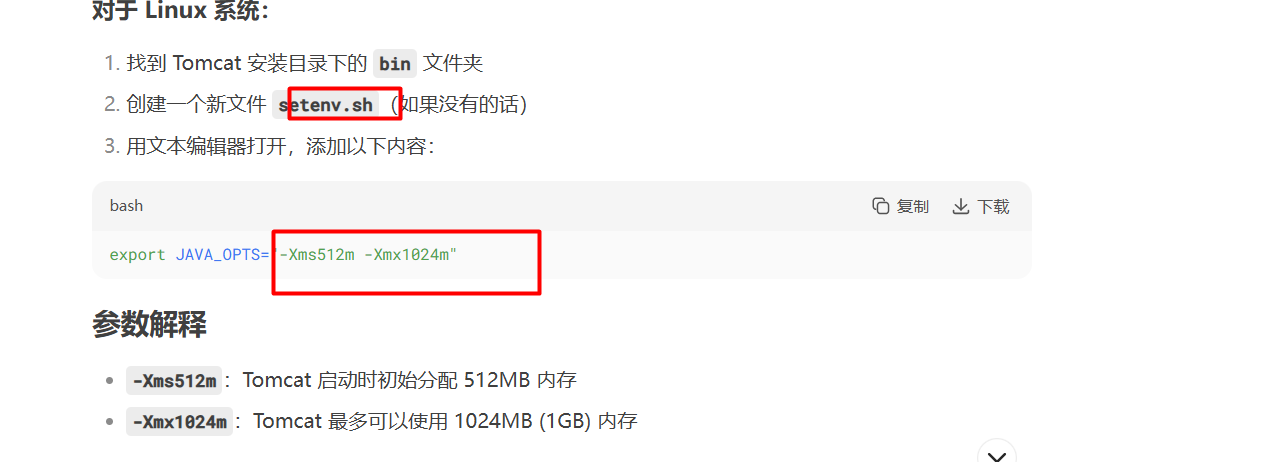 对于 Linux 系统：
1. 找到 Tomcat 安装目录下的 bin 文件夹
2. 创建一个新文件 setenv.sh （如果没有的话）
3. 用文本编辑器打开，添加以下内容：
bash 复制 下载
export JAVA_OPTS="-Xms512m -Xmx1024m"
参数解释
• -Xms512m：Tomcat 启动时初始分配 512MB 内存
• -Xmx1024m：Tomcat 最多可以使用 1024MB (1GB) 内存